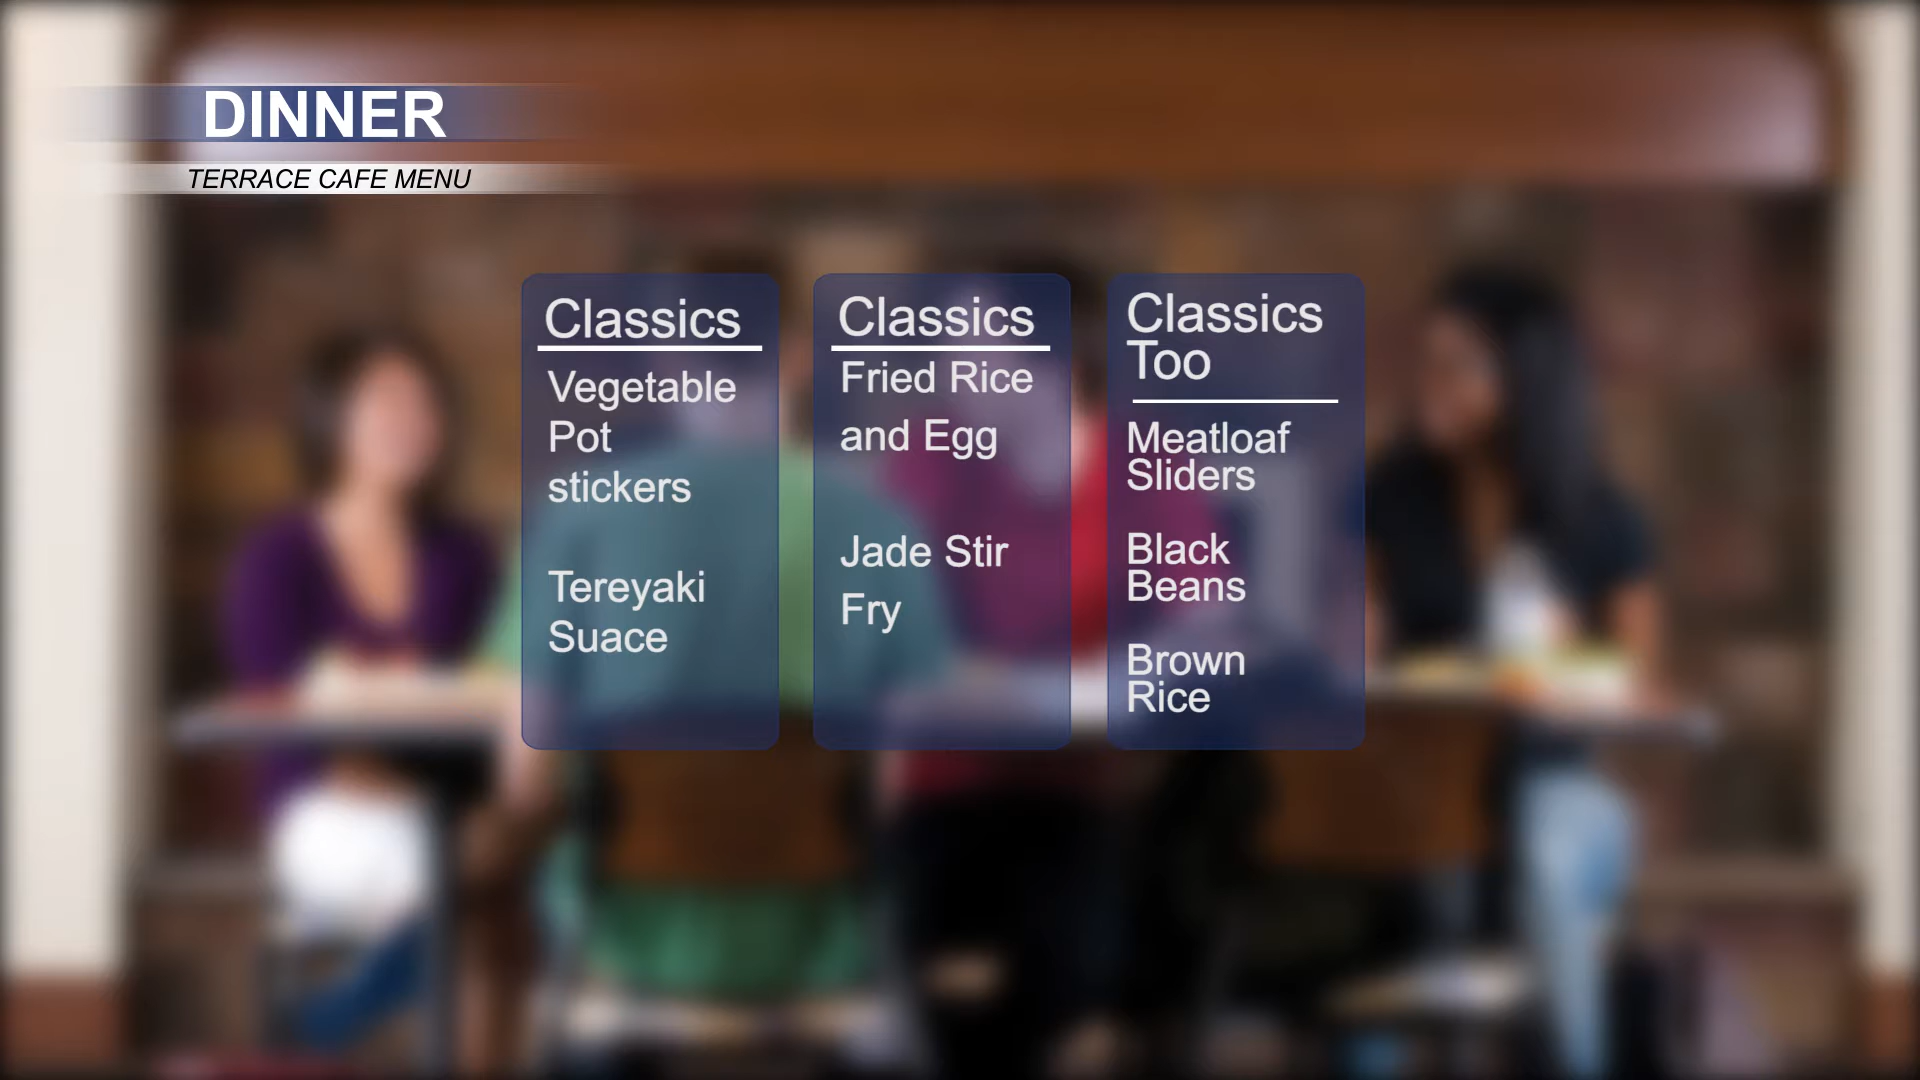 DINNER
TERRACE CAFE MENU
Classics
Vegetable
Pot
stickers
Tereyaki
Suace
Classics
Fried Rice
and Egg
Jade Stir
Fry
Classics
Too
Meatloaf
Sliders
Black
Beans
Brown
Rice